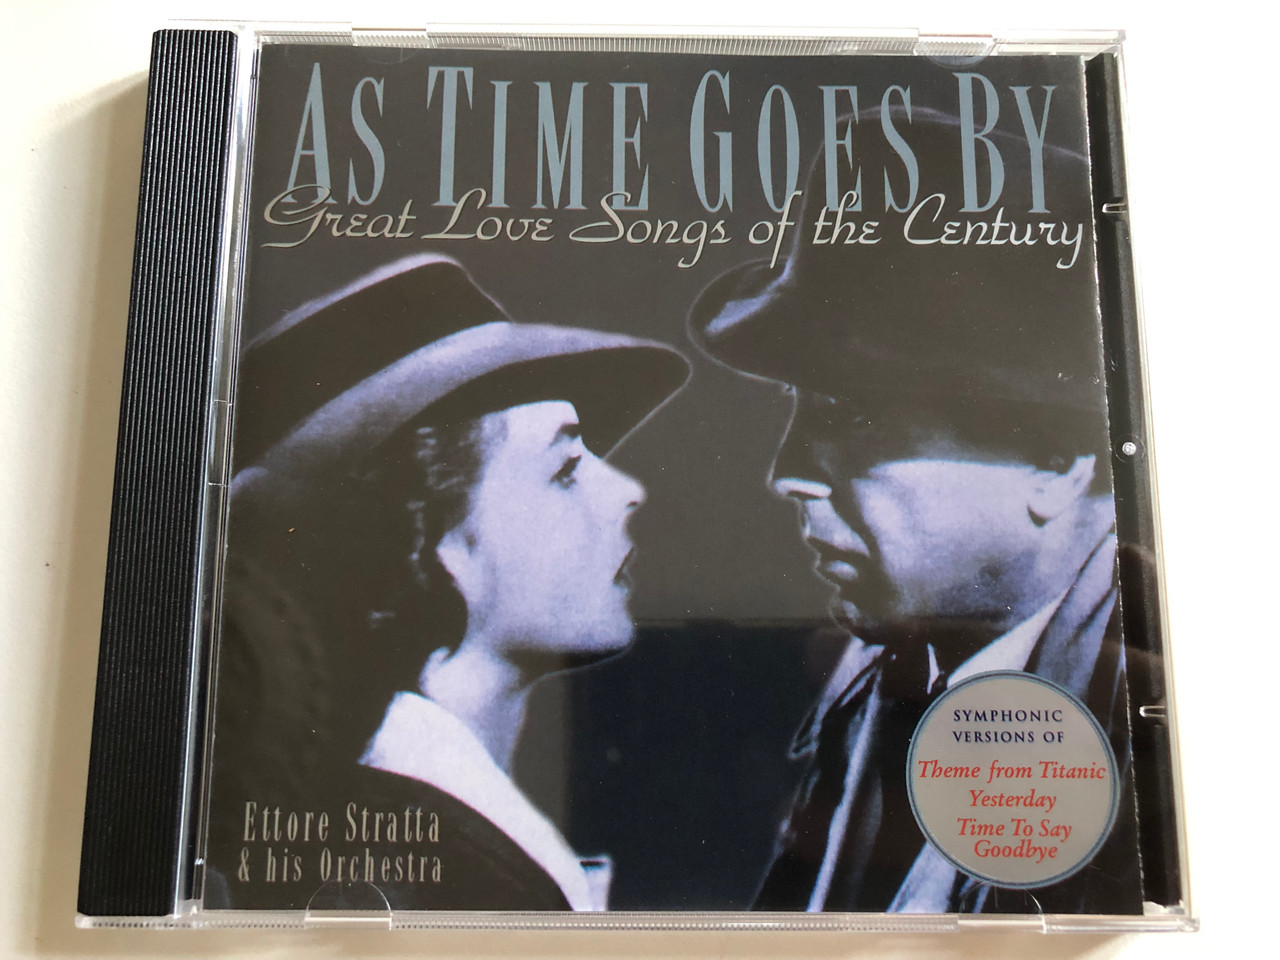 As Time Goes By
Great Love Songs of the Century
Ettore Stratta
& his Orchestra
SYMPHONIC
VERSIONS OF
Theme from Titanic
Yesterday
Time To Say
Goodbye